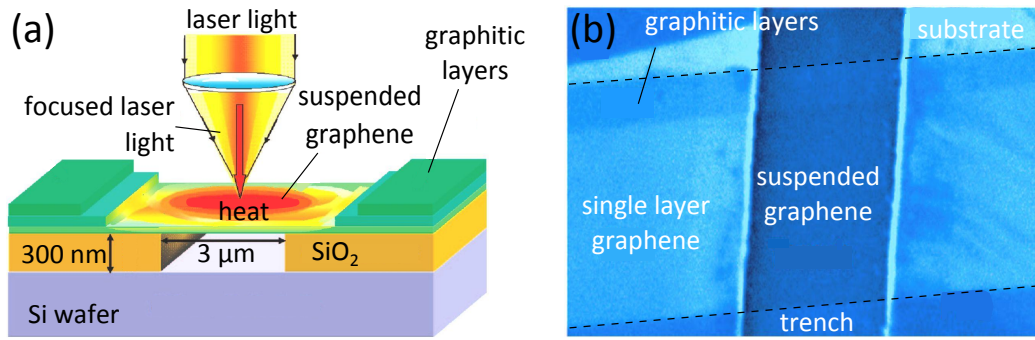 (a)
laser light
graphitic
layers
focused laser
light
suspended
graphene
heat
300 nm
3 μm
SiO₂
Si wafer
(b)
graphitic layers
substrate
single layer
graphene
suspended
graphene
trench